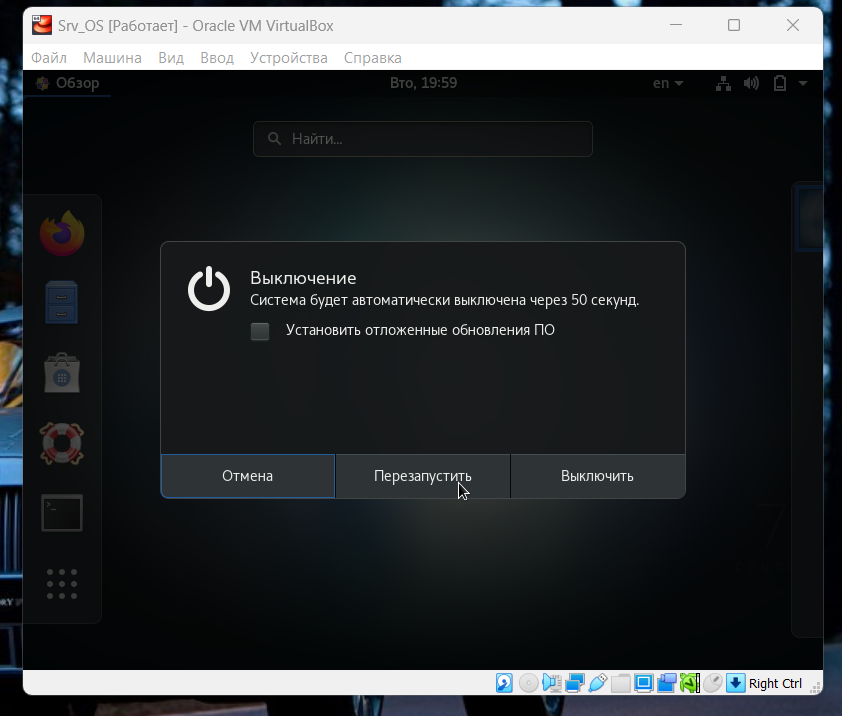 Srv_OS [Работает] - Oracle VM VirtualBox
Файл Машина Вид Ввод Устройства Справка
Обзор Вто, 19:59 en
Найти...
Выключение
Система будет автоматически выключена через 50 секунд.
Установить отложенные обновления ПО
Отмена Перезапустить Выключить
Right Ctrl